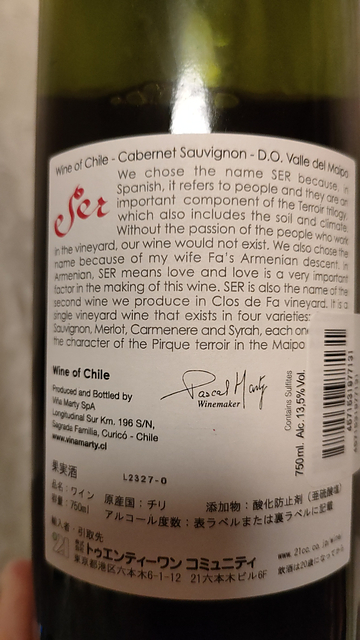 Wine of Chile - Cabernet Sauvignon - D.O. Valle del Maipo
Ser
We chose the name SER because, in
Spanish, it refers to people and they are an
important component of the Terroir trilogy,
which also includes the soil and climate.
Without the passion of the people who work
in the vineyard, our wine would not exist. We also chose the
name because of my wife Fa's Armenian descent. In
Armenian, SER means love and love is a very important
factor in the making of this wine. SER is also the name of the
second wine we produce in Clos de Fa vineyard. It is a
single vineyard wine that exists in four varieties:
Sauvignon, Merlot, Carmenere and Syrah, each one
the character of the Pirque terroir in the Maipo
Wine of Chile
Produced and Bottled by
Viña Marty SpA
Longitudinal Sur Km. 196 S/N,
Sagrada Familia, Curicó - Chile
www.vinamarty.cl
Pascal Marty
Winemaker
Contains Sulfites
750ml. Alc.13,5%Vol.
L2327-0
果実酒
品名：ワイン 原産国：チリ 添加物：酸化防止剤（亜硫酸塩）
容量：750ml アルコール度数：表ラベルまたは裏ラベルに記載
輸入者：引取先
株式会社 トゥエンティーワン コミュニティ
東京都港区六本木6-1-12 21六本木ビル6F
www.21cc.co.jp/wine
飲酒は20歳になってから